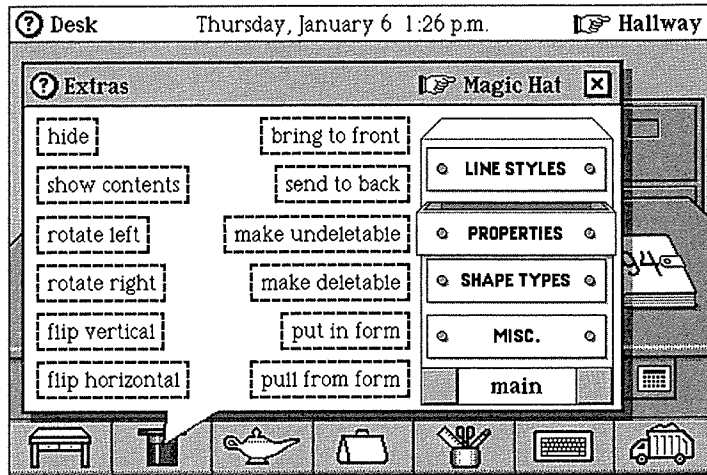 ? Desk Thursday, January 6 1:26 p.m. Hallway
? Extras Magic Hat X
hide bring to front
show contents send to back
rotate left make undeletable
rotate right make deletable
flip vertical put in form
flip horizontal pull from form
LINE STYLES
PROPERTIES
SHAPE TYPES
MISC.
main
94